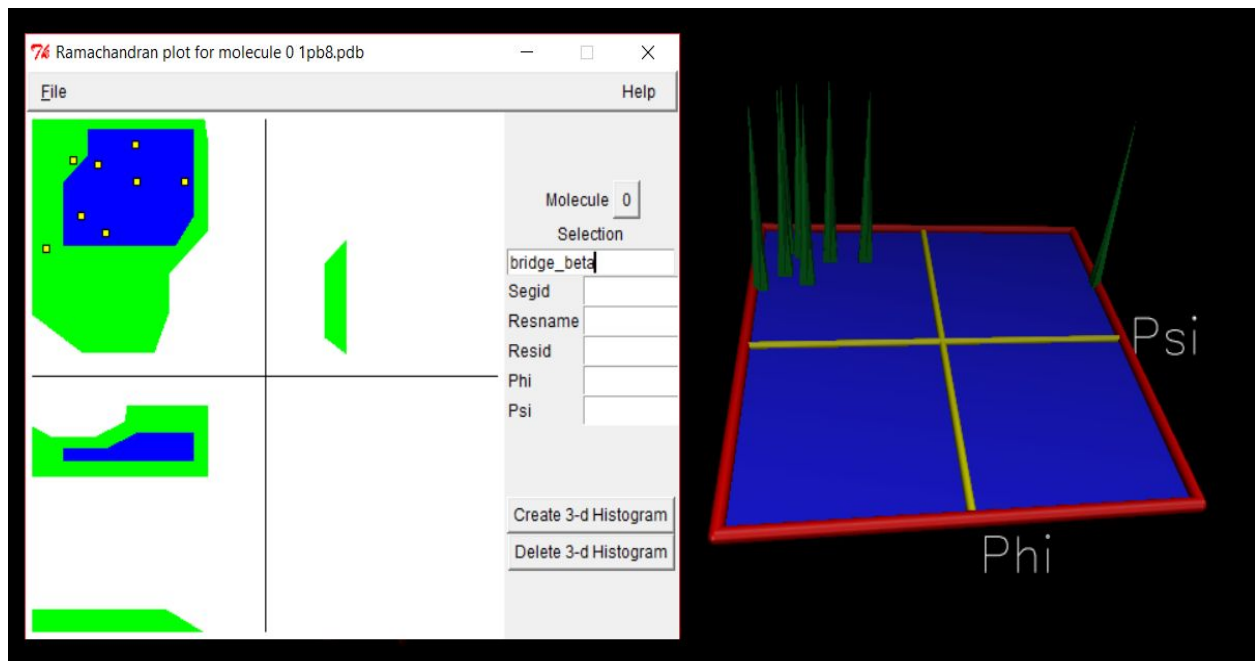 Ramachandran plot for molecule 0 1pb8.pdb
File Help
Molecule 0
Selection
bridge_beta
Segid
Resname
Resid
Phi
Psi
Create 3-d Histogram
Delete 3-d Histogram
Psi
Phi